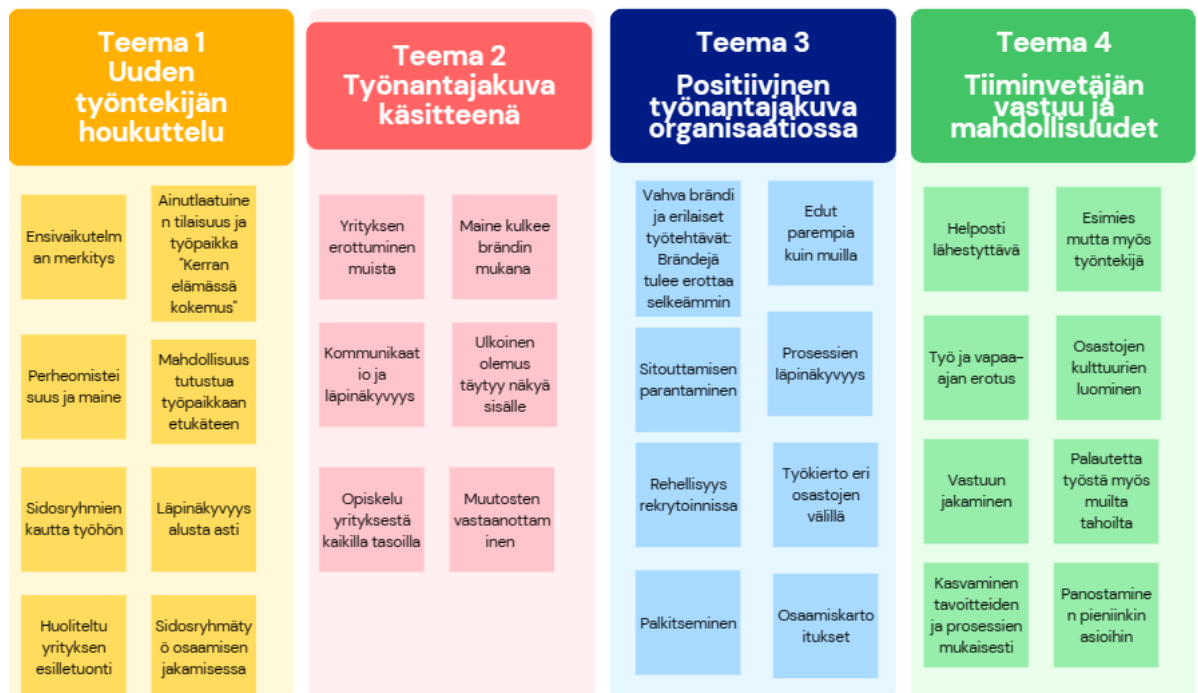 Teema 1
Uuden
työntekijän
houkuttelu
Ensivaikutelm
an merkitys
Ainutlaatuine
n tilaisuus ja
työpaikka
"Kerran
elämässä
kokemus"
Perheomistei
suus ja maine
Mahdollisuus
tutustua
työpaikkaan
etukäteen
Sidosryhmien
kautta työhön
Läpinäkyvyys
alusta asti
Huoliteltu
yrityksen
esilletuonti
Sidosryhmäty
ö osaamisen
jakamisessa
Teema 2
Työnantajakuva
käsitteenä
Yrityksen
erottuminen
muista
Maine kulkee
brändin
mukana
Kommunikaat
io ja
läpinäkyvyys
Ulkoinen
olemus
täytyy näkyä
sisälle
Opiskelu
yrityksestä
kaikilla tasoilla
Muutosten
vastaanottam
inen
Teema 3
Positiivinen
työnantajakuva
organisaatiossa
Vahva brändi
ja erilaiset
työtehtävät:
Brändejä
tulee erottaa
selkeämmin
Edut
parempia
kuin muilla
Sitouttamisen
parantaminen
Prosessien
läpinäkyvyys
Rehellisyys
rekrytoinnissa
Työkierto eri
osastojen
välillä
Palkitseminen
Osaamiskarto
itukset
Teema 4
Tiiminvetäjän
vastuu ja
mahdollisuudet
Helposti
lähestyttävä
Esimies
mutta myös
työntekijä
Työ ja vapaa-
ajan erotus
Osastojen
kulttuurien
luominen
Vastuun
jakaminen
Palautetta
työstä myös
muilta
tahoilta
Kasvaminen
tavoitteiden
ja prosessien
mukaisesti
Panostamine
n pieniinkin
asioihin